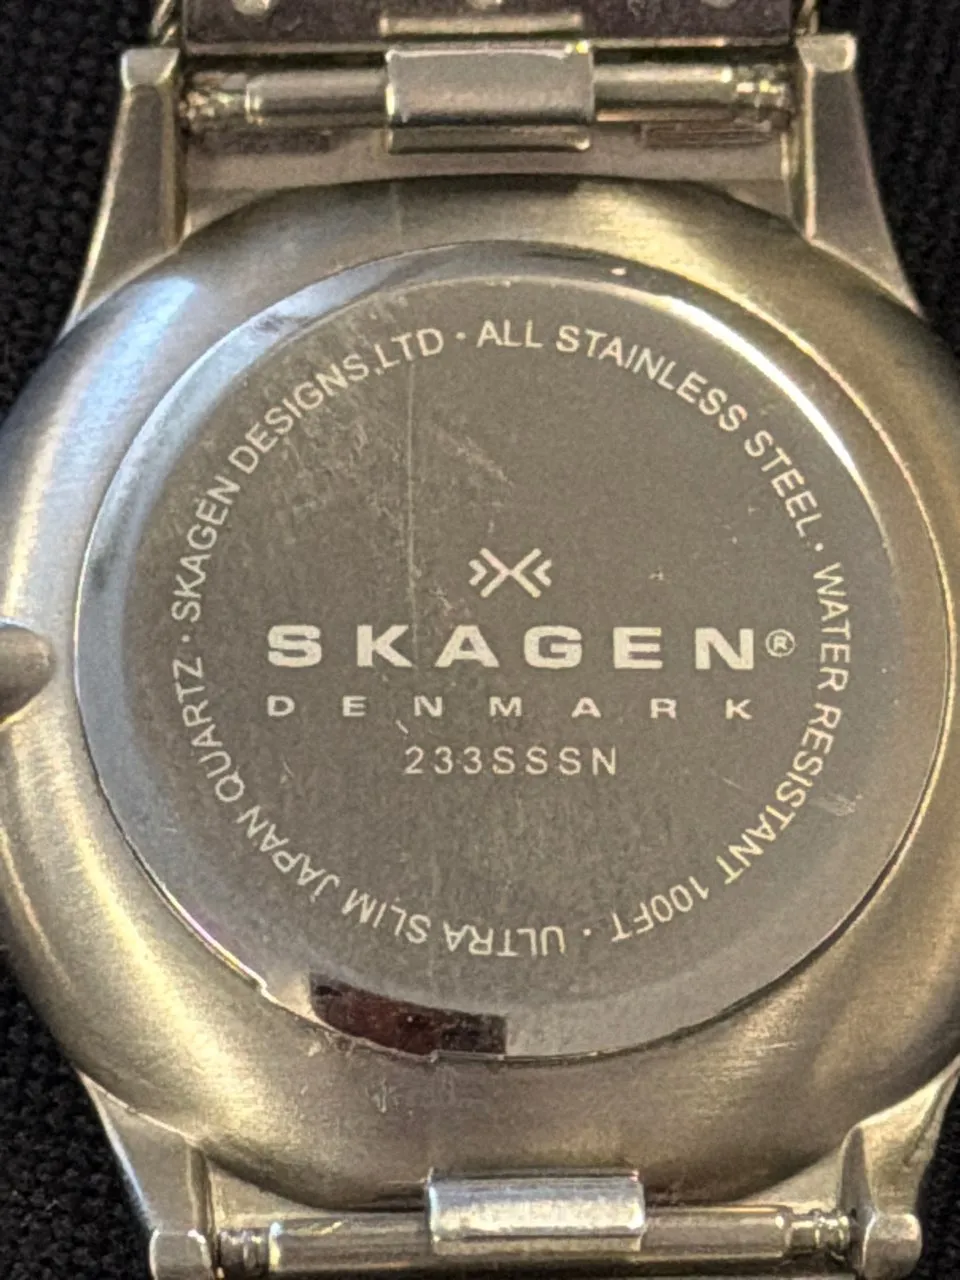 SKAGEN®
DENMARK
233SSSN
· SKAGEN DESIGNS,LTD · ALL STAINLESS STEEL · WATER RESISTANT 100FT · ULTRA SLIM JAPAN QUARTZ